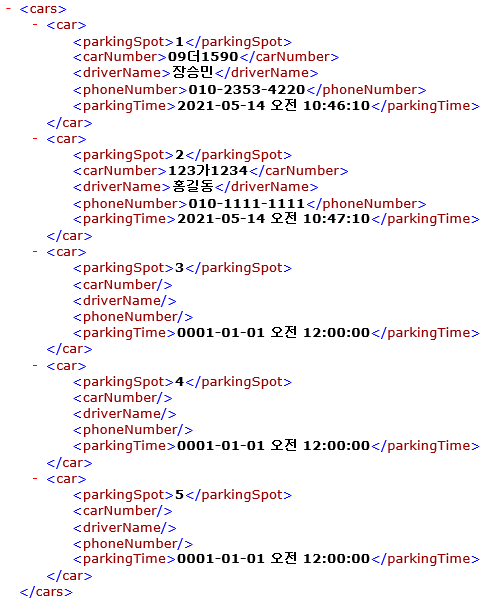 - <cars>
- <car>
<parkingSpot>1</parkingSpot>
<carNumber>09더1590</carNumber>
<driverName>장승민</driverName>
<phoneNumber>010-2353-4220</phoneNumber>
<parkingTime>2021-05-14 오전 10:46:10</parkingTime>
</car>
- <car>
<parkingSpot>2</parkingSpot>
<carNumber>123가1234</carNumber>
<driverName>홍길동</driverName>
<phoneNumber>010-1111-1111</phoneNumber>
<parkingTime>2021-05-14 오전 10:47:10</parkingTime>
</car>
- <car>
<parkingSpot>3</parkingSpot>
<carNumber/>
<driverName/>
<phoneNumber/>
<parkingTime>0001-01-01 오전 12:00:00</parkingTime>
</car>
- <car>
<parkingSpot>4</parkingSpot>
<carNumber/>
<driverName/>
<phoneNumber/>
<parkingTime>0001-01-01 오전 12:00:00</parkingTime>
</car>
- <car>
<parkingSpot>5</parkingSpot>
<carNumber/>
<driverName/>
<phoneNumber/>
<parkingTime>0001-01-01 오전 12:00:00</parkingTime>
</car>
</cars>